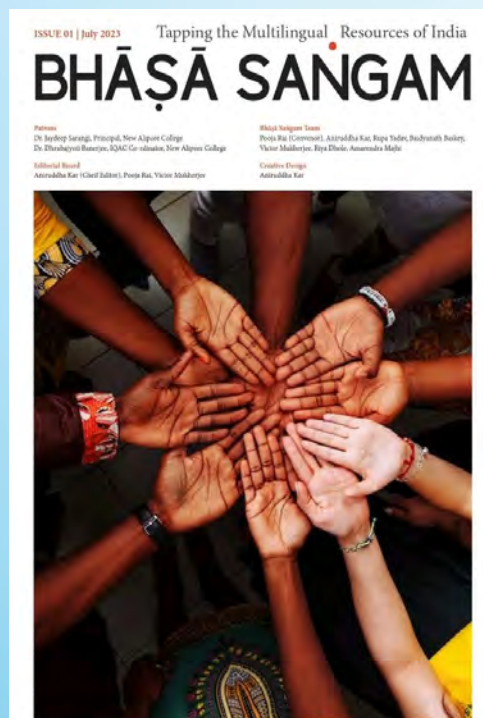 ISSUE 01 | July 2023
Tapping the Multilingual Resources of India
BHĀṢĀ SAṄGAM
Patrons
Dr. Jaydeep Sarangi, Principal, New Alipore College
Dr. Dhrubajyoti Banerjee, IQAC Co-ordinator, New Alipore College
Editorial Board
Aniruddha Kar (Chief Editor), Pooja Rai, Victor Mukherjee
Bhāṣā Saṅgam Team
Pooja Rai (Convenor), Aniruddha Kar, Rupa Yadav, Baidyanath Baskey,
Victor Mukherjee, Riya Dhole, Amarendra Majhi
Creative Design
Aniruddha Kar